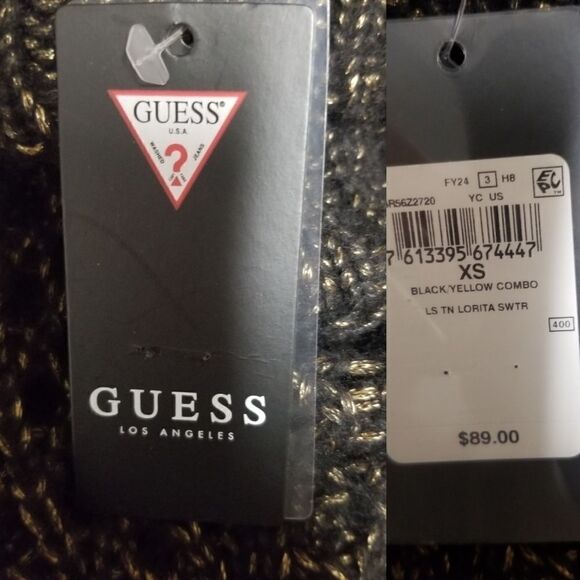 GUESS®
U.S.A.
WASHED JEANS
?
GUESS
LOS ANGELES
FY24 3 H8
EPC™
R56Z2720 YC US
7 613395 674447
XS
BLACK/YELLOW COMBO
LS TN LORITA SWTR
400
$89.00